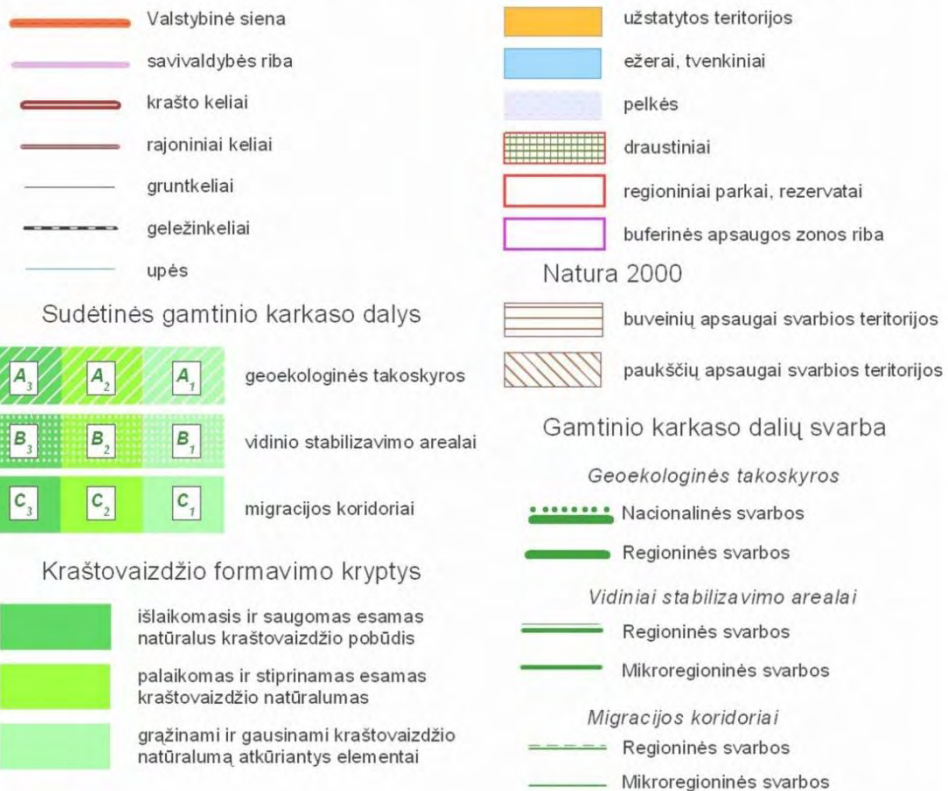 Valstybinė siena
savivaldybės riba
krašto keliai
rajoniniai keliai
gruntkeliai
geležinkeliai
upės
Sudėtinės gamtinio karkaso dalys
A3 A2 A1 geoekologinės takoskyros
B3 B2 B1 vidinio stabilizavimo arealai
C3 C2 C1 migracijos koridoriai
Kraštovaizdžio formavimo kryptys
išlaikomasis ir saugomas esamas
natūralus kraštovaizdžio pobūdis
palaikomas ir stiprinamas esamas
kraštovaizdžio natūralumas
grąžinami ir gausinami kraštovaizdžio
natūralumą atkūriantys elementai
užstatytos teritorijos
ežerai, tvenkiniai
pelkės
draustiniai
regioniniai parkai, rezervatai
buferinės apsaugos zonos riba
Natura 2000
buveinių apsaugai svarbios teritorijos
paukščių apsaugai svarbios teritorijos
Gamtinio karkaso dalių svarba
Geoekologinės takoskyros
Nacionalinės svarbos
Regioninės svarbos
Vidiniai stabilizavimo arealai
Regioninės svarbos
Mikroregioninės svarbos
Migracijos koridoriai
Regioninės svarbos
Mikroregioninės svarbos